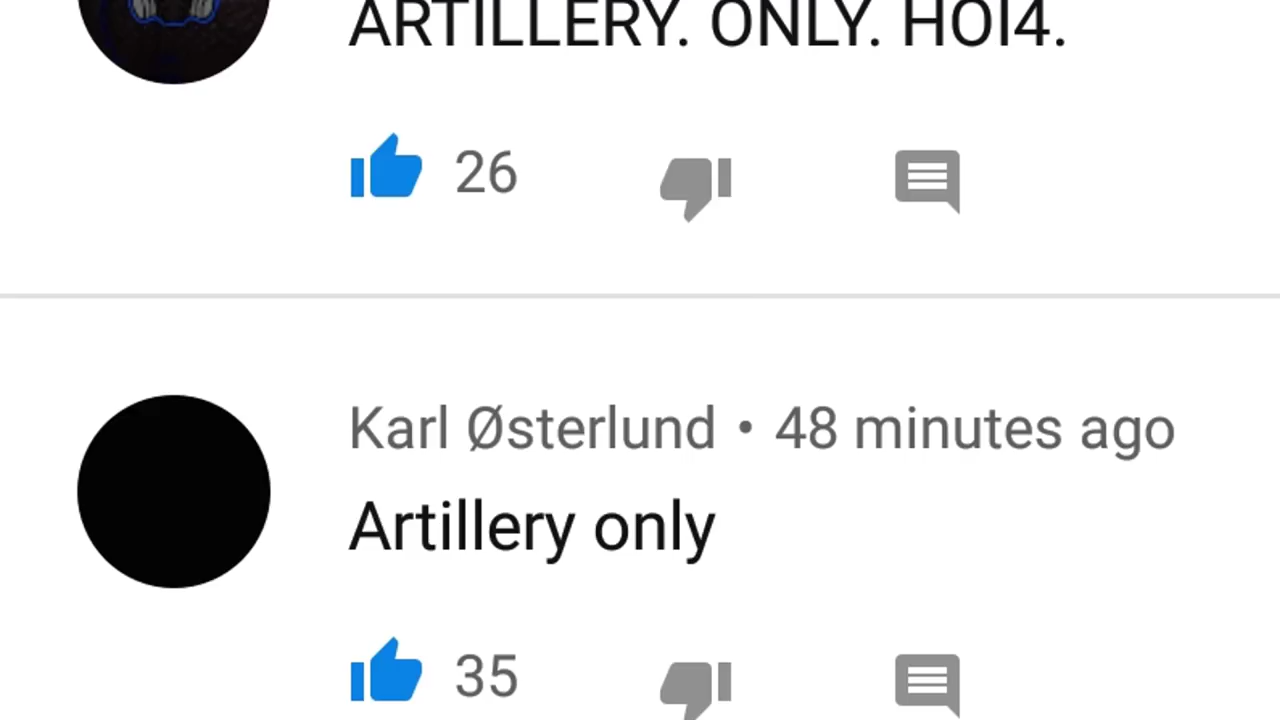 ARTILLERY. ONLY. HOI4.
26
Karl Østerlund • 48 minutes ago
Artillery only
35